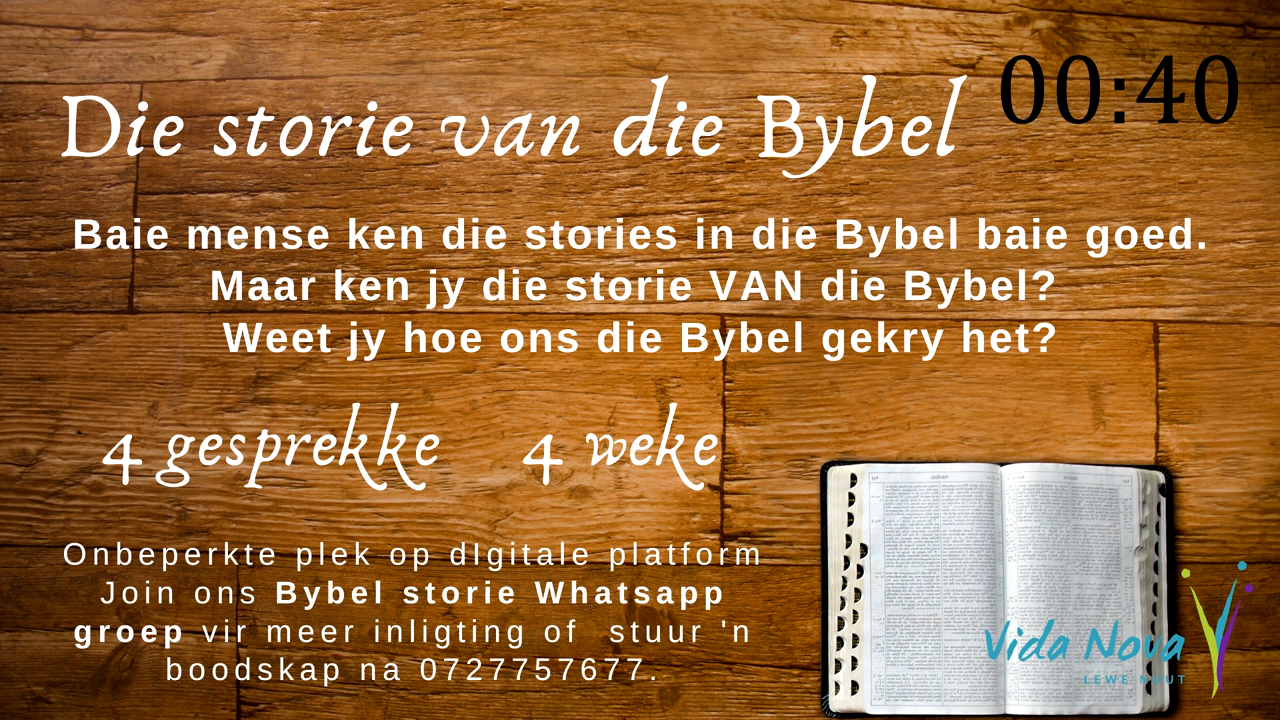 Die storie van die Bybel
00:40
Baie mense ken die stories in die Bybel baie goed.
Maar ken jy die storie VAN die Bybel?
Weet jy hoe ons die Bybel gekry het?
4 gesprekke 4 weke
Onbeperkte plek op dIgitale platform
Join ons Bybel storie Whatsapp
groep vir meer inligting of stuur 'n
boodskap na 0727757677.
Vida Nova
LEWE NUUT